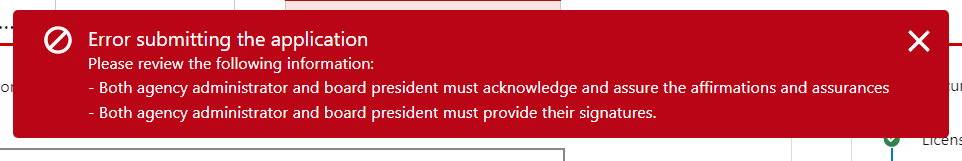 Error submitting the application
Please review the following information:
- Both agency administrator and board president must acknowledge and assure the affirmations and assurances
- Both agency administrator and board president must provide their signatures.